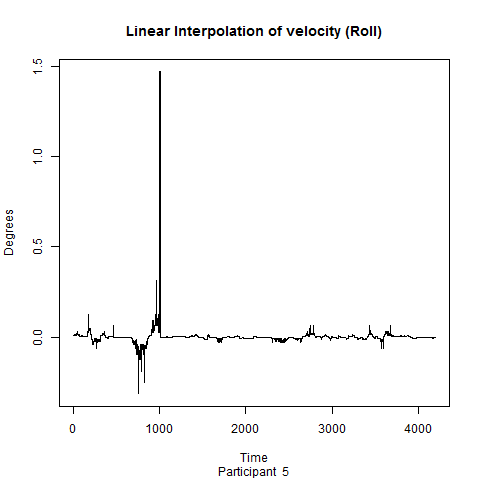 Linear Interpolation of velocity (Roll)
1.5
1.0
0.5
0.0
Degrees
0 1000 2000 3000 4000
Time
Participant 5